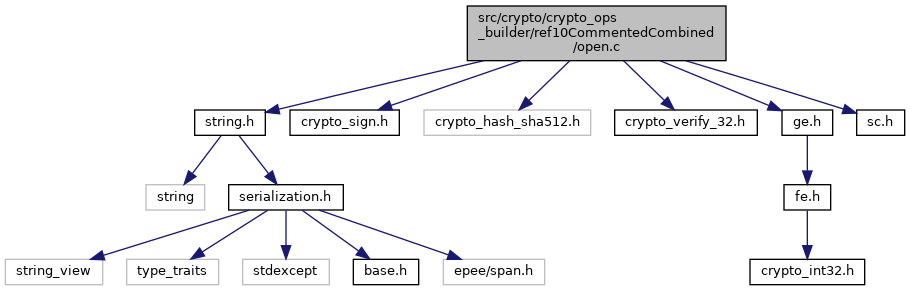 src/crypto/crypto_ops
_builder/ref10CommentedCombined
/open.c
string.h
crypto_sign.h
crypto_hash_sha512.h
crypto_verify_32.h
ge.h
sc.h
string
serialization.h
fe.h
string_view
type_traits
stdexcept
base.h
epee/span.h
crypto_int32.h